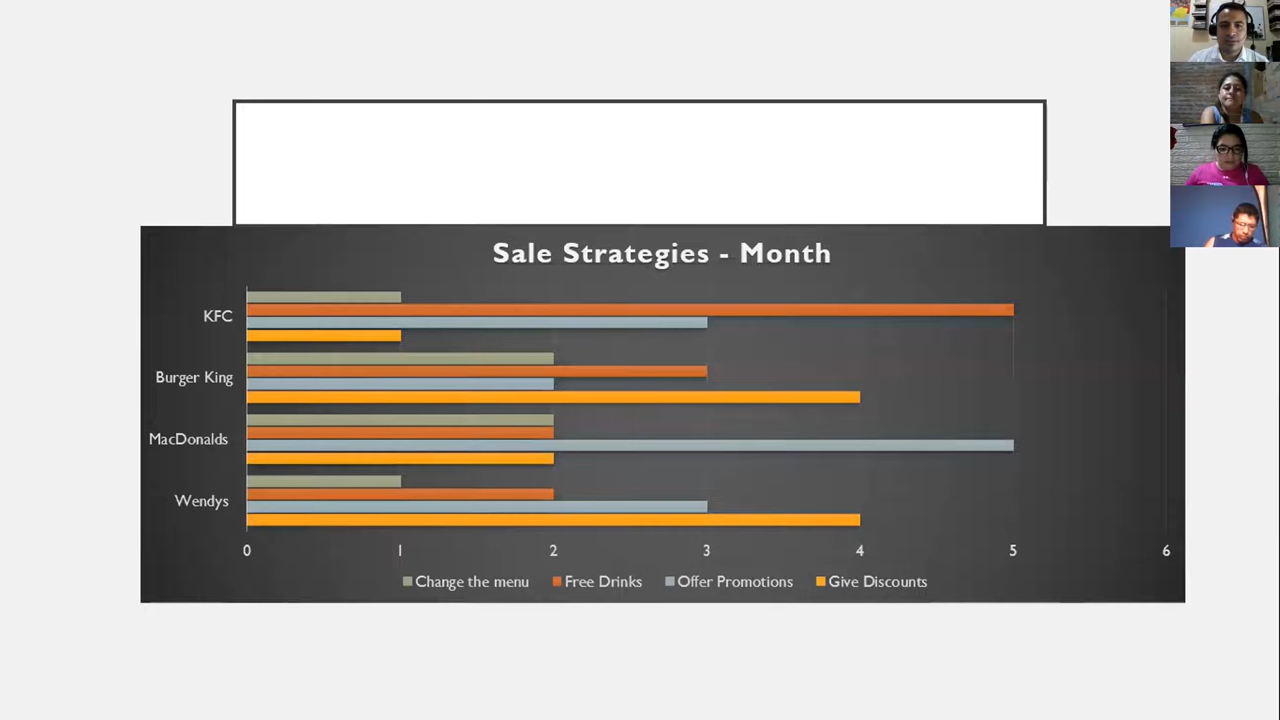 Sale Strategies - Month
KFC
Burger King
MacDonalds
Wendys
0 1 2 3 4 5 6
Change the menu Free Drinks Offer Promotions Give Discounts